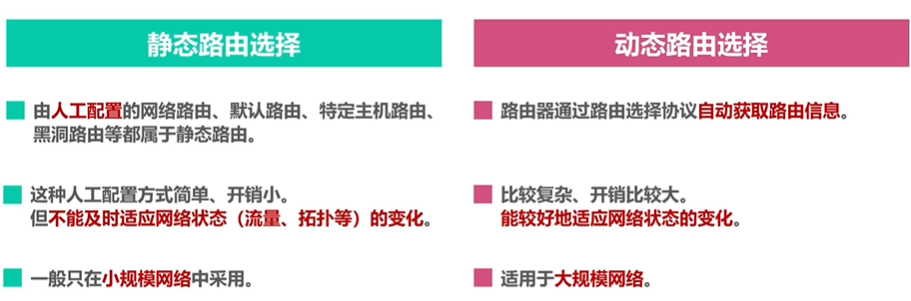 静态路由选择
由人工配置的网络路由、默认路由、特定主机路由、
黑洞路由等都属于静态路由。
这种人工配置方式简单、开销小。
但不能及时适应网络状态（流量、拓扑等）的变化。
一般只在小规模网络中采用。
动态路由选择
路由器通过路由选择协议自动获取路由信息。
比较复杂、开销比较大。
能较好地适应网络状态的变化。
适用于大规模网络。